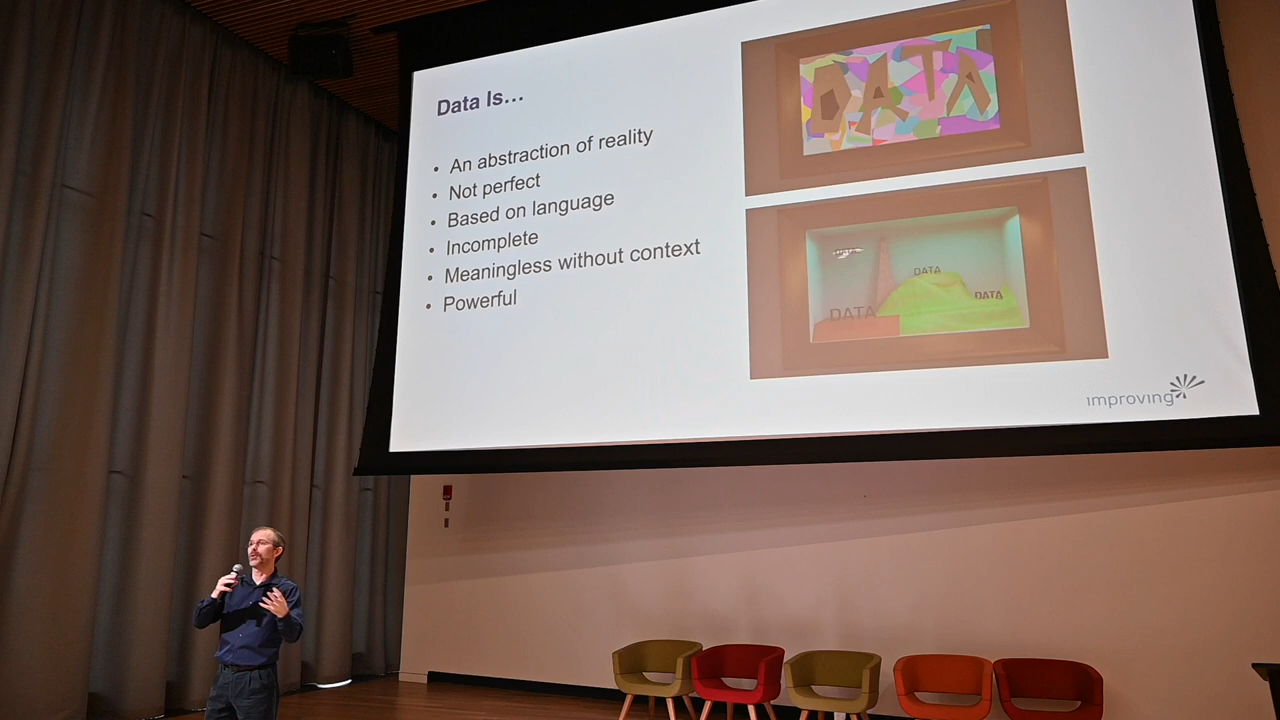 Data Is…
• An abstraction of reality
• Not perfect
• Based on language
• Incomplete
• Meaningless without context
• Powerful
DATA
DATA
DATA
DATA
DATA
improving